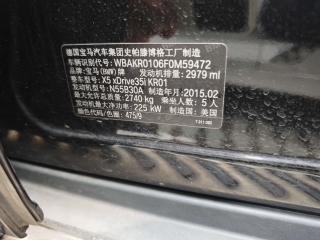 德国宝马汽车集团史帕滕博格工厂制造
车辆识别代号: WBAKR0106F0M59472
品牌: 宝马(BMW)牌 发动机排量: 2979 ml
整车型号: X5 xDrive35i KR01
发动机型号: N55B30A 制造年月: 2015.02
最大允许总质量: 2740 kg 乘坐人数: 5 人
发动机最大净功率: 225 kW 制造国: 美国
颜色代码/色圈: 475/9